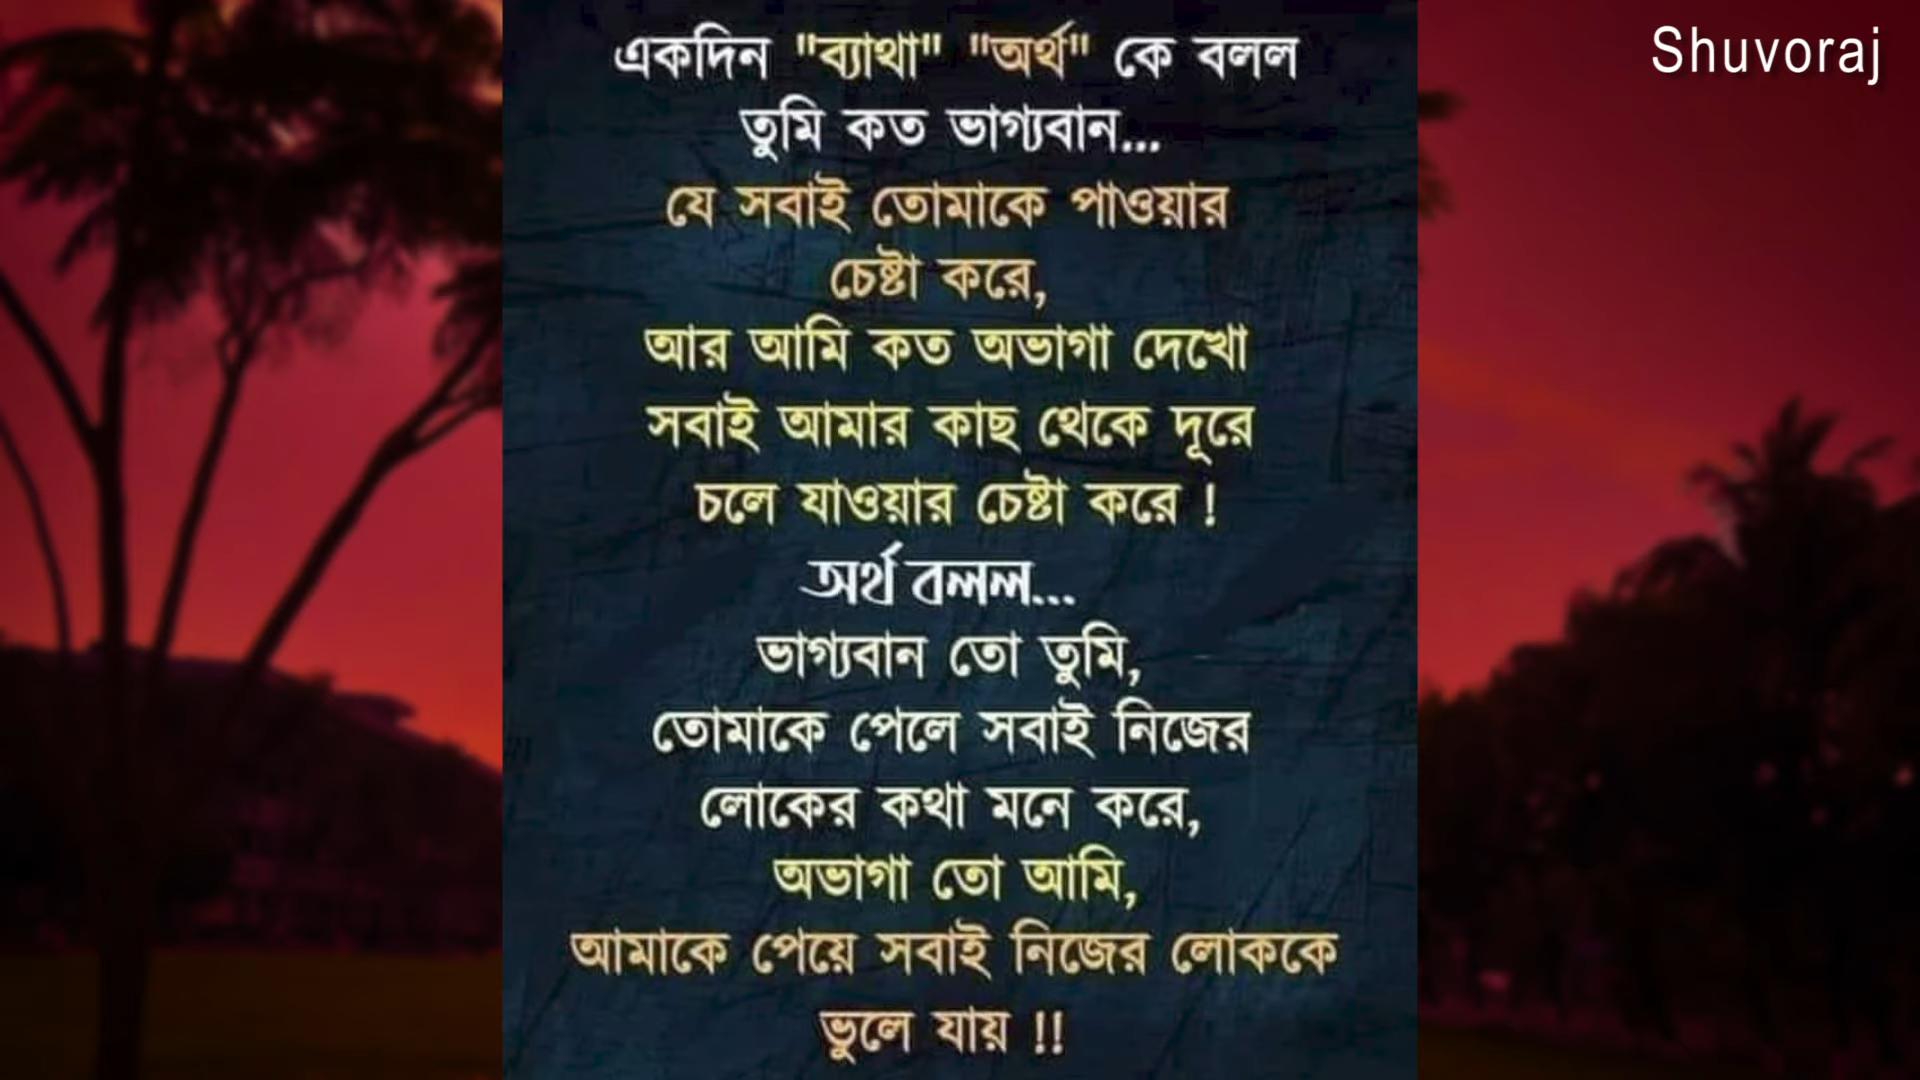 একদিন "ব্যাথা" "অর্থ" কে বলল
তুমি কত ভাগ্যবান...
যে সবাই তোমাকে পাওয়ার
চেষ্টা করে,
আর আমি কত অভাগা দেখো
সবাই আমার কাছ থেকে দূরে
চলে যাওয়ার চেষ্টা করে !
অর্থ বলল...
ভাগ্যবান তো তুমি,
তোমাকে পেলে সবাই নিজের
লোকের কথা মনে করে,
অভাগা তো আমি,
আমাকে পেয়ে সবাই নিজের লোককে
ভুলে যায় !!
Shuvoraj